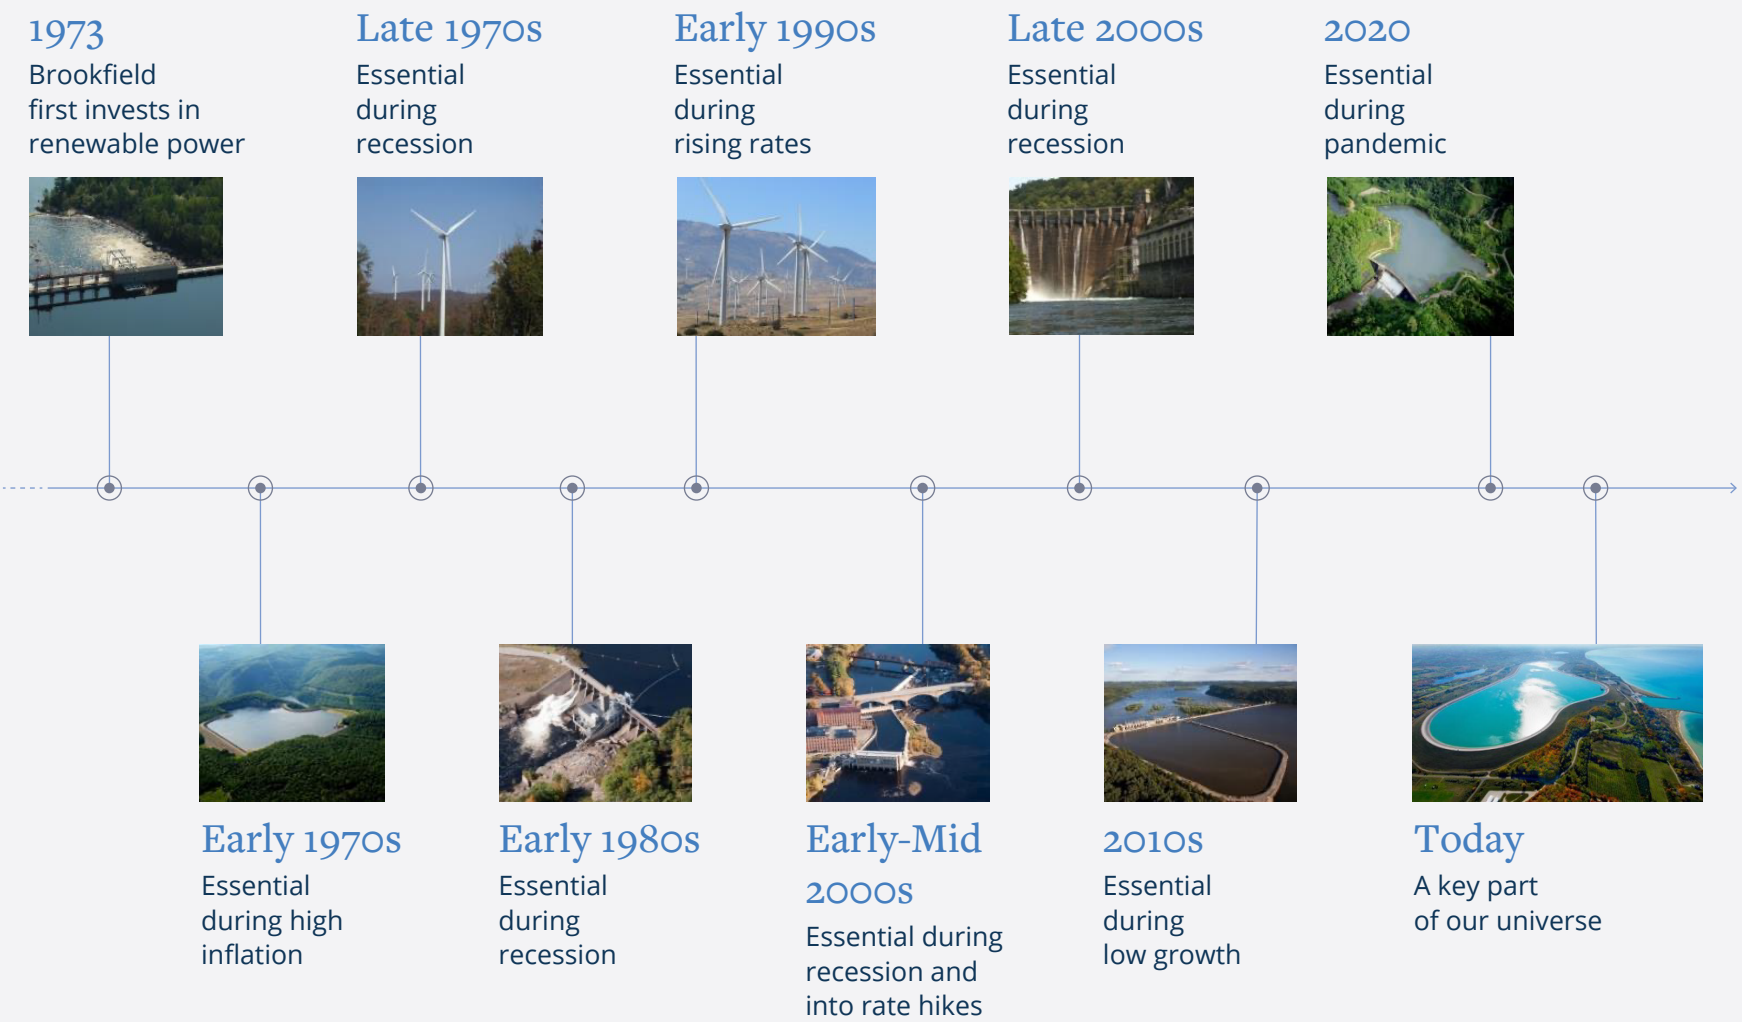 1973
Brookfield
first invests in
renewable power
Late 1970s
Essential
during
recession
Early 1990s
Essential
during
rising rates
Late 2000s
Essential
during
recession
2020
Essential
during
pandemic
Early 1970s
Essential
during high
inflation
Early 1980s
Essential
during
recession
Early-Mid
2000s
Essential during
recession and
into rate hikes
2010s
Essential
during
low growth
Today
A key part
of our universe